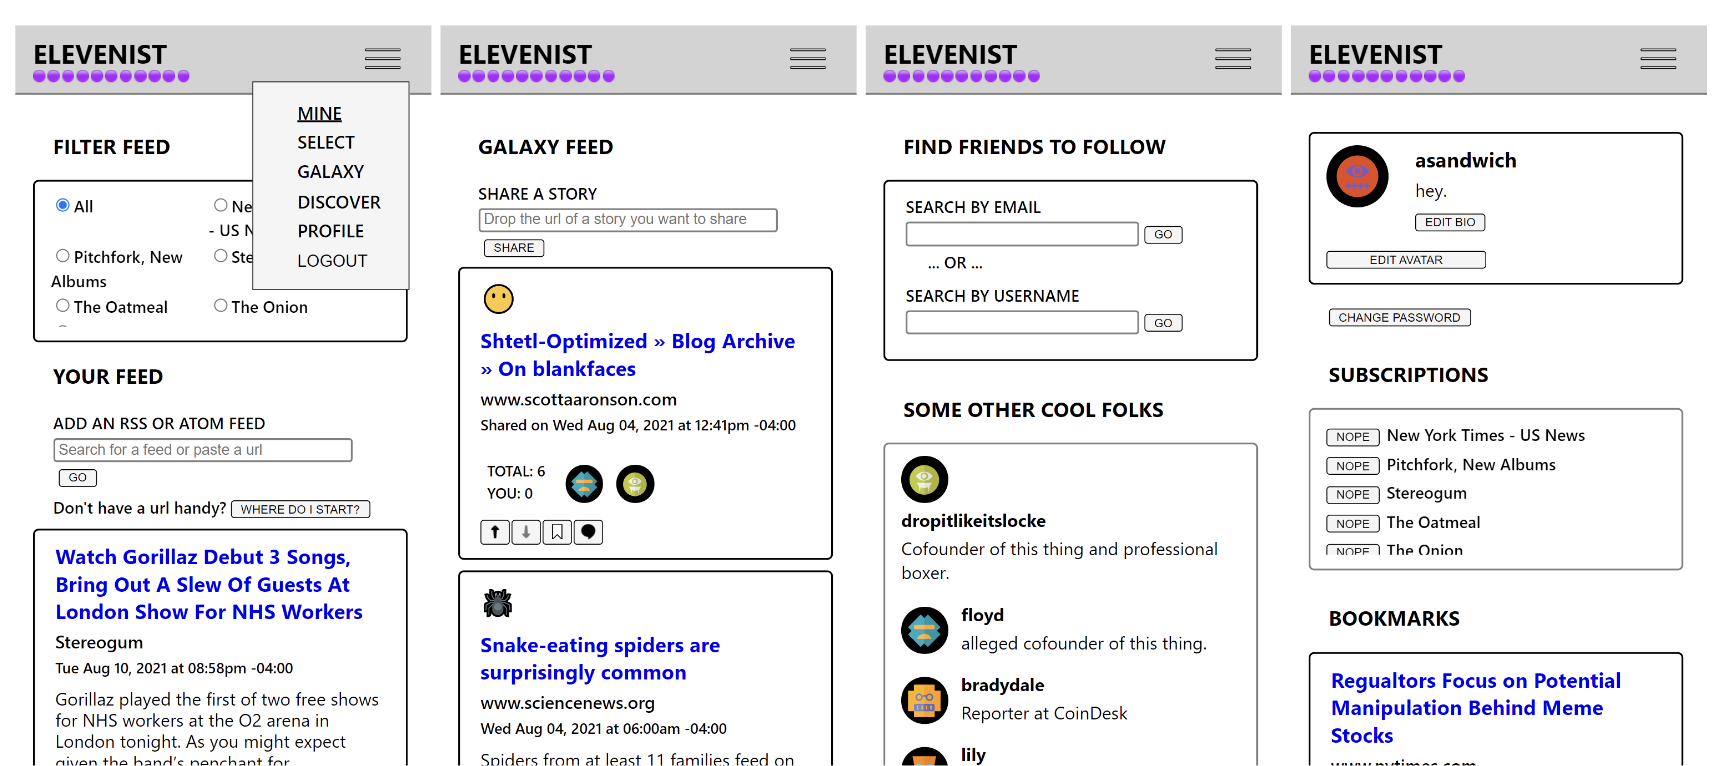 ELEVENIST
MINE
SELECT
GALAXY
DISCOVER
PROFILE
LOGOUT
FILTER FEED
All
Ne
- US N
Pitchfork, New
Ste
Albums
The Oatmeal
The Onion
YOUR FEED
ADD AN RSS OR ATOM FEED
Search for a feed or paste a url
GO
Don't have a url handy? WHERE DO I START?
Watch Gorillaz Debut 3 Songs,
Bring Out A Slew Of Guests At
London Show For NHS Workers
Stereogum
Tue Aug 10, 2021 at 08:58pm -04:00
Gorillaz played the first of two free shows
for NHS workers at the O2 arena in
London tonight. As you might expect
given the band's penchant for
ELEVENIST
GALAXY FEED
SHARE A STORY
Drop the url of a story you want to share
SHARE
Shtetl-Optimized » Blog Archive
» On blankfaces
www.scottaaronson.com
Shared on Wed Aug 04, 2021 at 12:41pm -04:00
TOTAL: 6
YOU: 0
Snake-eating spiders are
surprisingly common
www.sciencenews.org
Wed Aug 04, 2021 at 06:00am -04:00
Spiders from at least 11 families feed on
ELEVENIST
FIND FRIENDS TO FOLLOW
SEARCH BY EMAIL
GO
... OR ...
SEARCH BY USERNAME
GO
SOME OTHER COOL FOLKS
dropitlikeitslocke
Cofounder of this thing and professional
boxer.
floyd
alleged cofounder of this thing.
bradydale
Reporter at CoinDesk
lily
ELEVENIST
asandwich
hey.
EDIT BIO
EDIT AVATAR
CHANGE PASSWORD
SUBSCRIPTIONS
NOPE New York Times - US News
NOPE Pitchfork, New Albums
NOPE Stereogum
NOPE The Oatmeal
NOPE The Onion
BOOKMARKS
Regualtors Focus on Potential
Manipulation Behind Meme
Stocks
www.nytimes.com